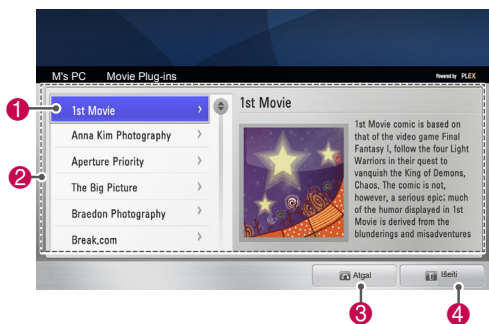 M's PC Movie Plug-ins Powered by PLEX
1
1st Movie
Anna Kim Photography
Aperture Priority
2
The Big Picture
Braedon Photography
Break.com
1st Movie
1st Movie comic is based on
that of the video game Final
Fantasy I, follow the four Light
Warriors in their quest to
vanquish the King of Demons,
Chaos, The comic is not,
however, a serious epic; much
of the humor displayed in 1st
Movie is derived from the
blunderings and misadventures
Atgal Išeiti
3 4